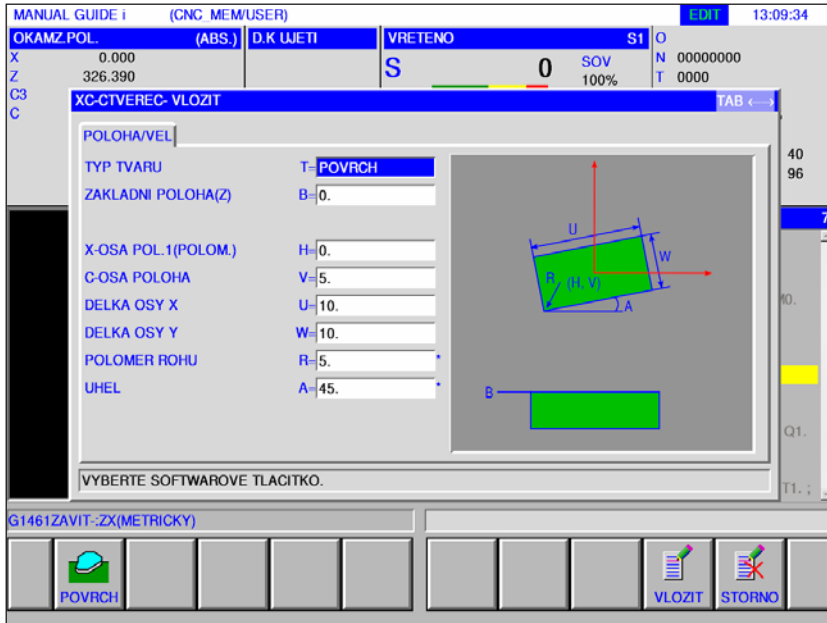 MANUAL GUIDE i (CNC_MEM/USER) EDIT 13:09:34
OKAMZ.POL. (ABS.) D.K UJETI VRETENO S1 O
X 0.000 S 0 SOV N 00000000
Z 326.390 100% T 0000
C3
C
XC-CTVEREC- VLOZIT TAB ←→
POLOHA/VEL
TYP TVARU T=POVRCH
ZAKLADNI POLOHA(Z) B=0.
X-OSA POL.1(POLOM.) H=0.
C-OSA POLOHA V=5.
DELKA OSY X U=10.
DELKA OSY Y W=10.
POLOMER ROHU R=5. *
UHEL A=45. *
U
W
R (H, V)
A
B
40
96
7
M0.
Q1.
T1. ;
VYBERTE SOFTWAROVE TLACITKO.
G1461ZAVIT-:ZX(METRICKY)
POVRCH VLOZIT STORNO